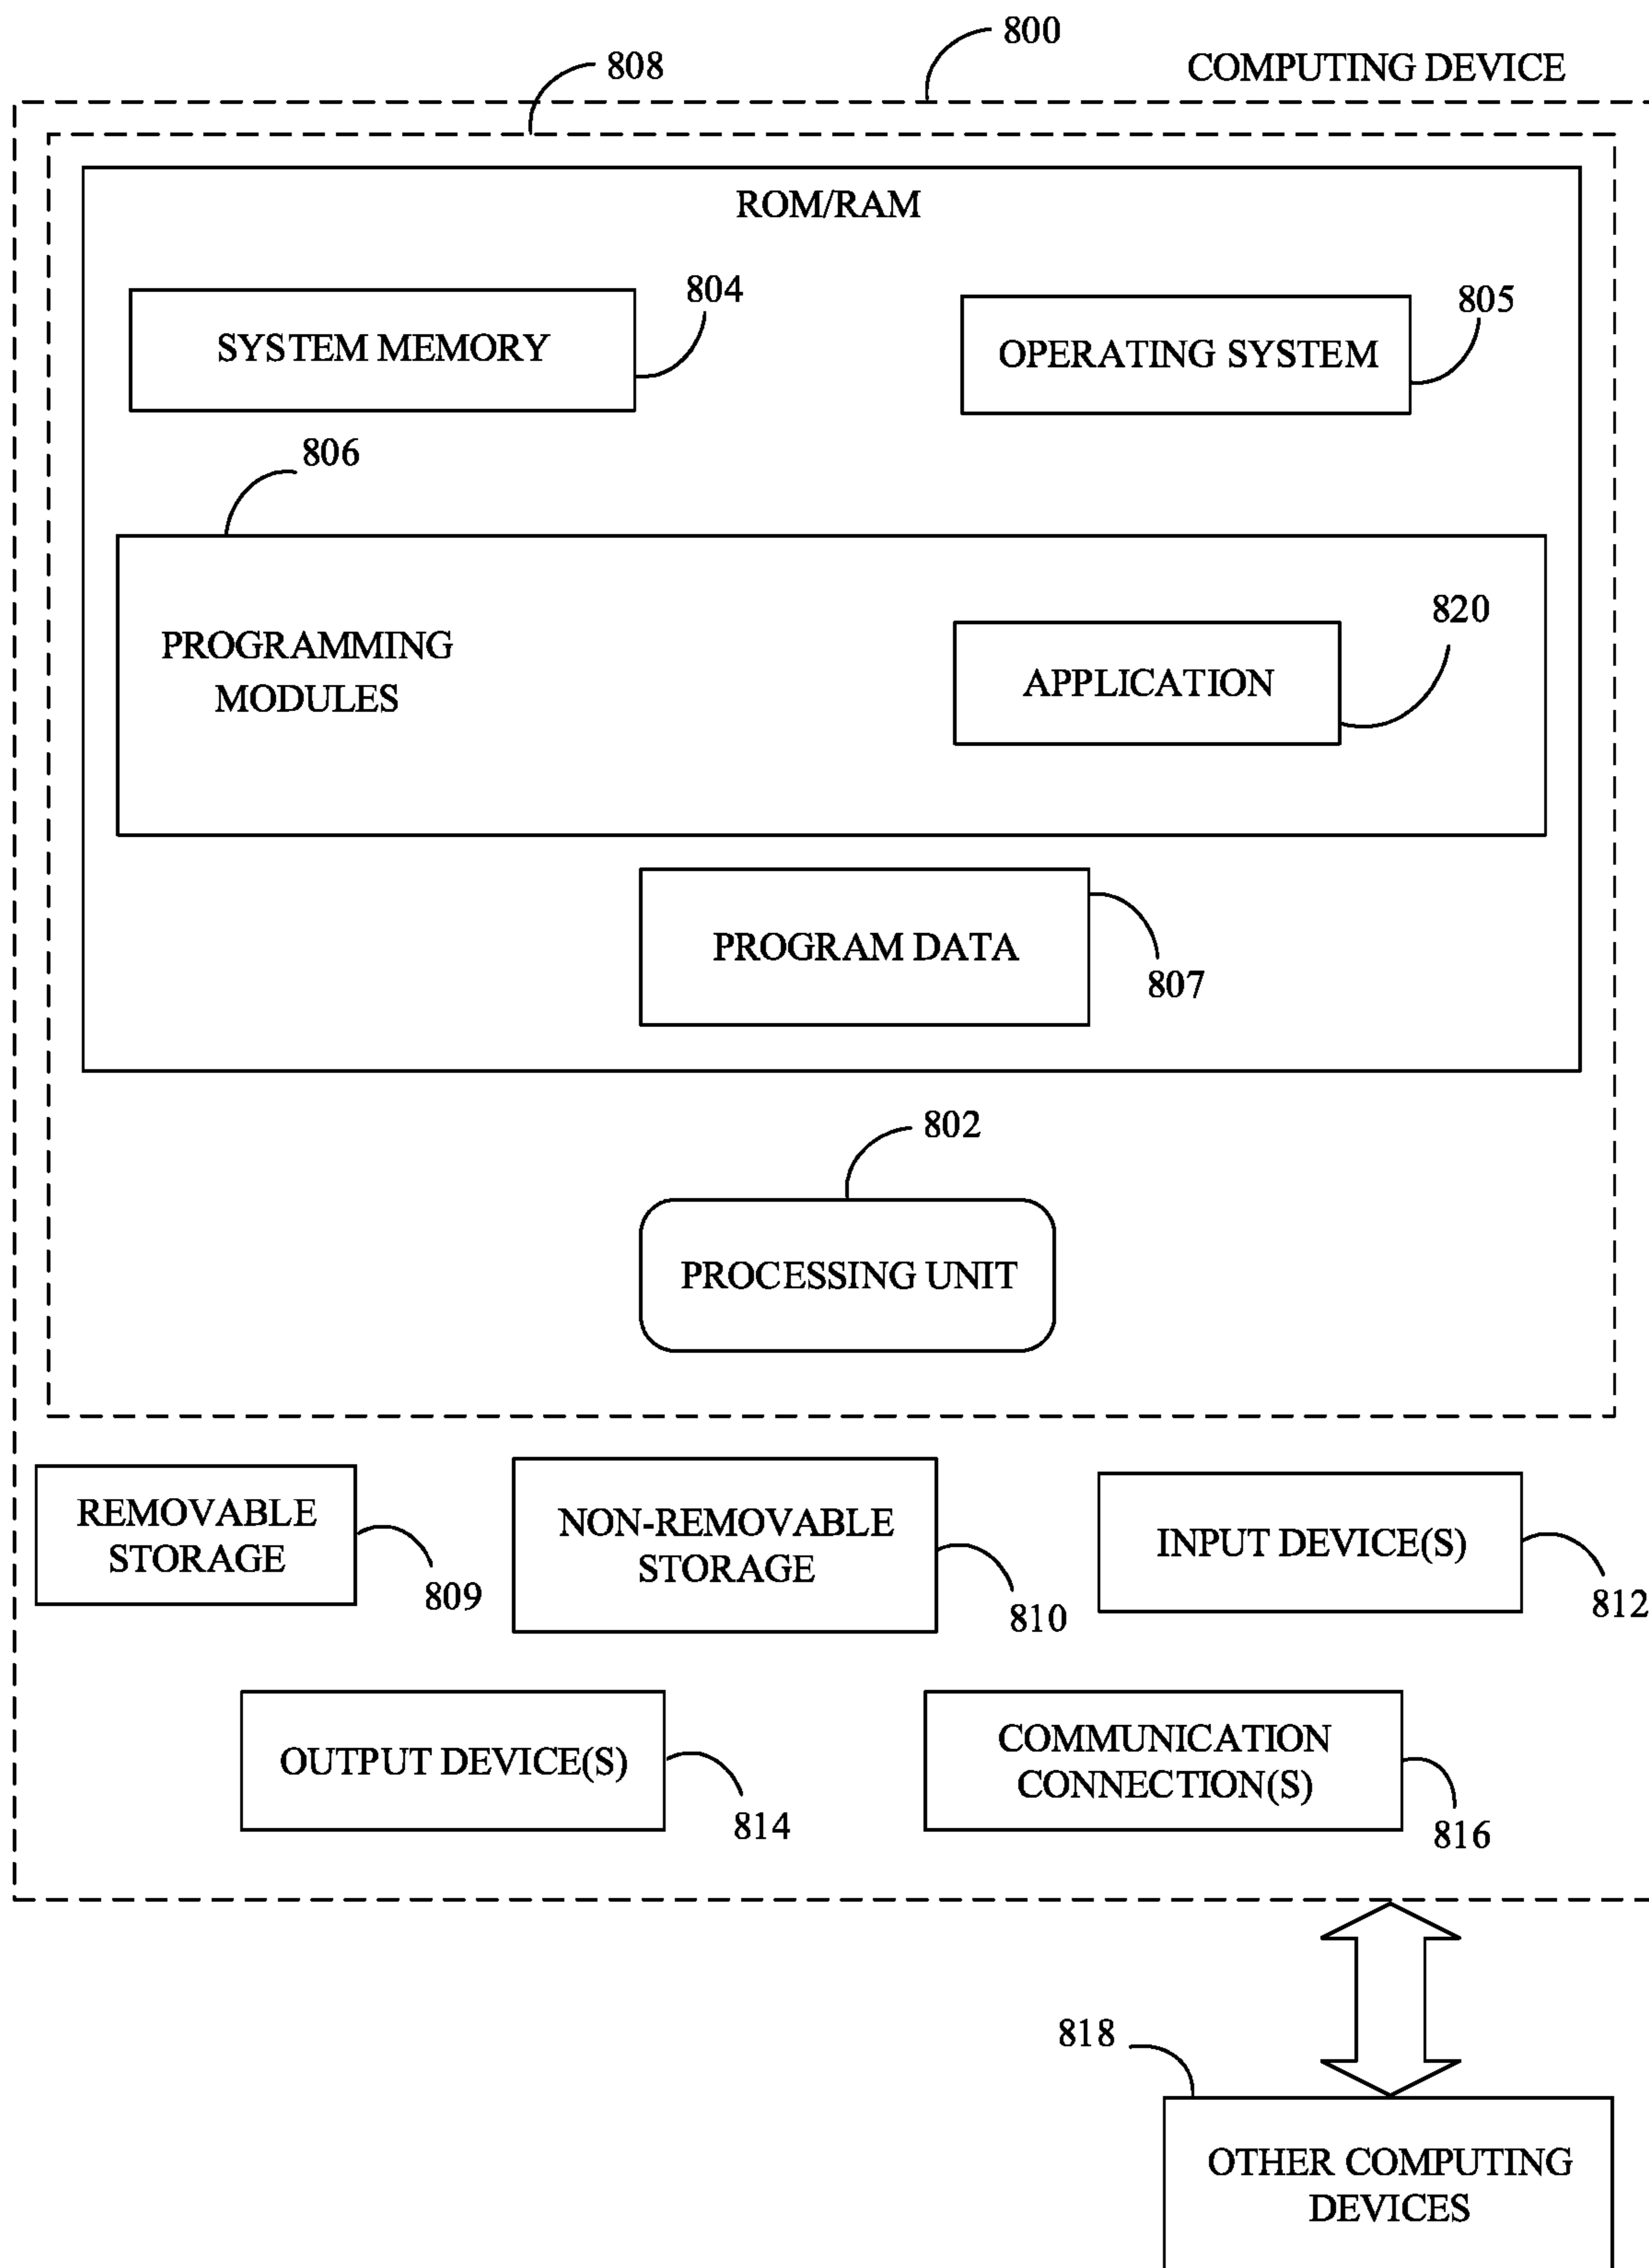 800
COMPUTING DEVICE
808
ROM/RAM
804
805
SYSTEM MEMORY
OPERATING SYSTEM
806
820
PROGRAMMING
MODULES
APPLICATION
PROGRAM DATA
807
802
PROCESSING UNIT
REMOVABLE
STORAGE
809
NON-REMOVABLE
STORAGE
810
INPUT DEVICE(S)
812
OUTPUT DEVICE(S)
814
COMMUNICATION
CONNECTION(S)
816
818
OTHER COMPUTING
DEVICES